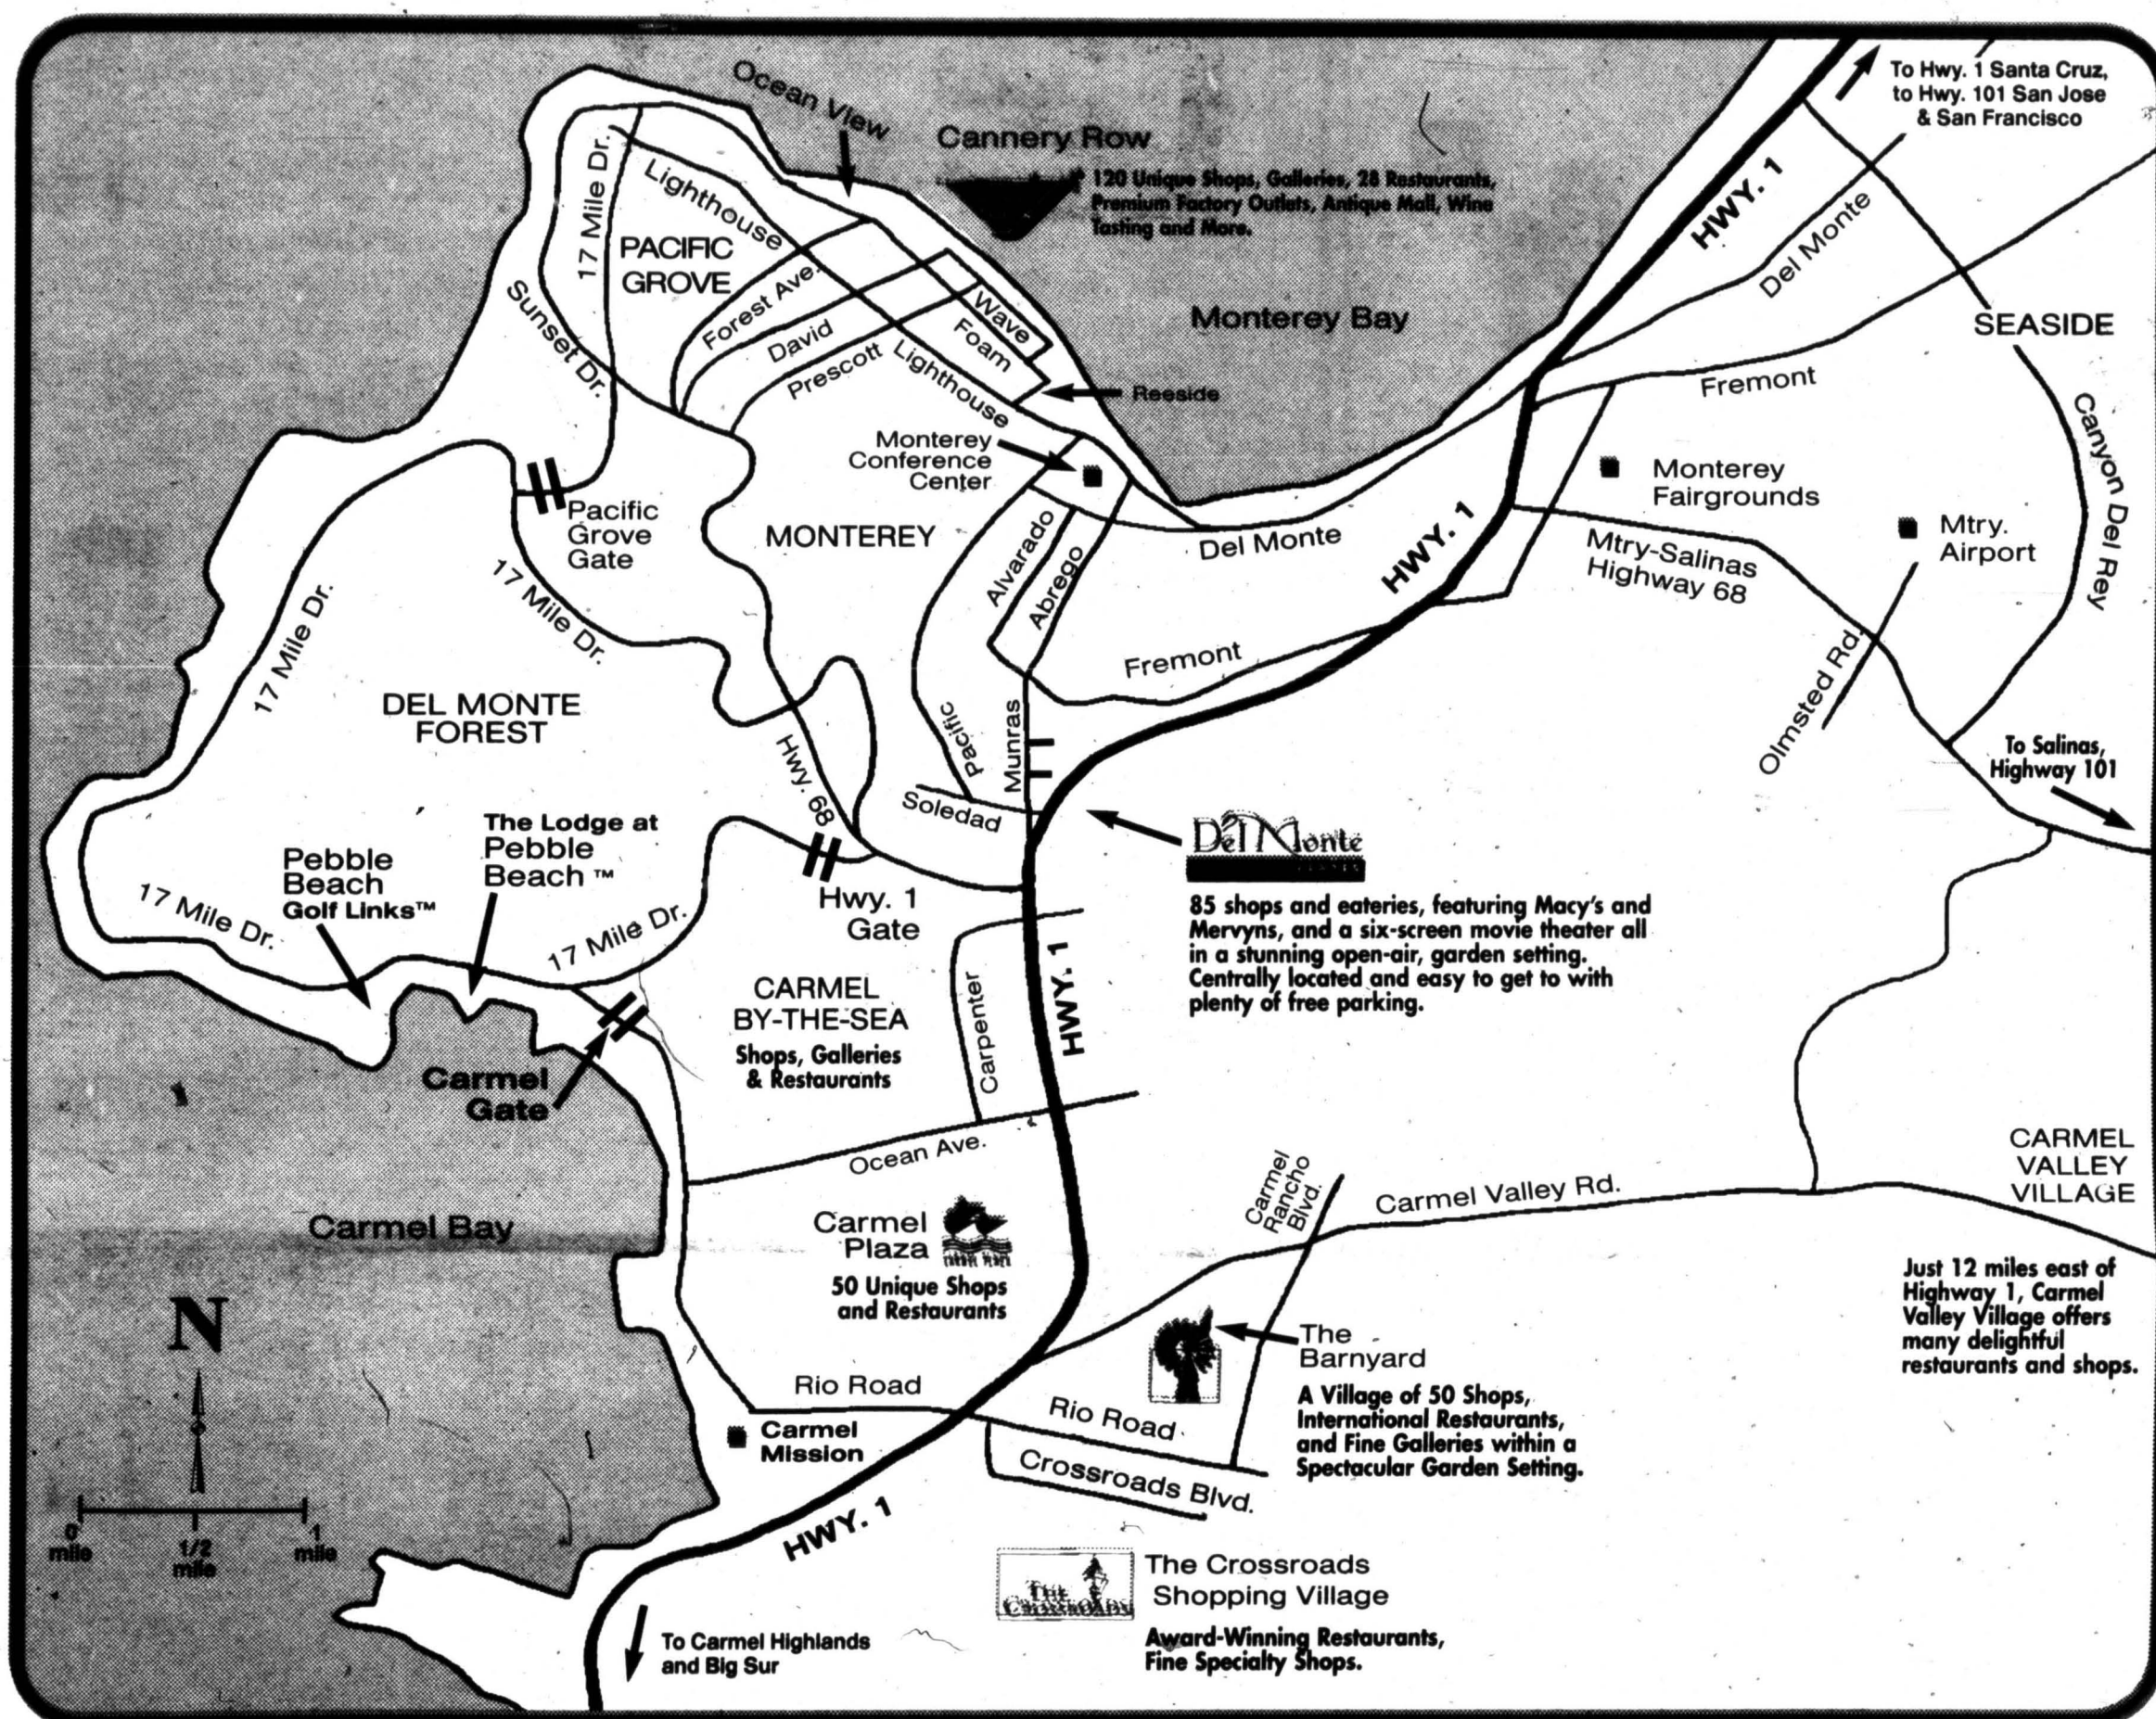 To Hwy. 1 Santa Cruz,
to Hwy. 101 San Jose
& San Francisco
Ocean View
Cannery Row
120 Unique Shops, Galleries, 28 Restaurants,
Premium Factory Outlets, Antique Mall, Wine
Tasting and More.
HWY. 1
Del Monte
17 Mile Dr.
Lighthouse
PACIFIC
GROVE
Forest Ave.
David
Prescott
Lighthouse
Wave
Foam
Reeside
Sunset Dr.
Monterey Bay
SEASIDE
Fremont
Canyon Del Rey
Monterey
Conference
Center
Monterey
Fairgrounds
Mtry.
Airport
Pacific
Grove
Gate
MONTEREY
Alvarado
Abrego
Del Monte
HWY. 1
Mtry-Salinas
Highway 68
17 Mile Dr.
17 Mile Dr.
Fremont
Olmsted Rd.
DEL MONTE
FOREST
Pacific
Munras
Hwy. 68
Soledad
To Salinas,
Highway 101
The Lodge at
Pebble
Beach ™
Pebble
Beach
Golf Links™
17 Mile Dr.
17 Mile Dr.
Hwy. 1
Gate
Del Monte
85 shops and eateries, featuring Macy's and
Mervyns, and a six-screen movie theater all
in a stunning open-air, garden setting.
Centrally located and easy to get to with
plenty of free parking.
CARMEL
BY-THE-SEA
Shops, Galleries
& Restaurants
Carpenter
HWY. 1
Carmel
Gate
Ocean Ave.
Carmel Bay
Carmel
Plaza
50 Unique Shops
and Restaurants
Carmel
Rancho
Blvd.
Carmel Valley Rd.
CARMEL
VALLEY
VILLAGE
Just 12 miles east of
Highway 1, Carmel
Valley Village offers
many delightful
restaurants and shops.
N
The
Barnyard
A Village of 50 Shops,
International Restaurants,
and Fine Galleries within a
Spectacular Garden Setting.
Rio Road
Rio Road
Carmel
Mission
Crossroads Blvd.
HWY. 1
0
mile
1/2
mile
1
mile
THE
CROSSROADS
The Crossroads
Shopping Village
Award-Winning Restaurants,
Fine Specialty Shops.
To Carmel Highlands
and Big Sur